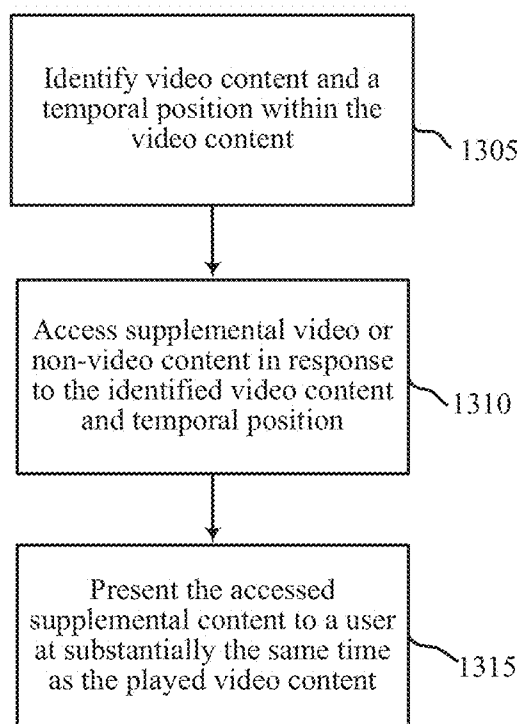 Identify video content and a
temporal position within the
video content
1305
Access supplemental video or
non-video content in response
to the identified video content
and temporal position
1310
Present the accessed
supplemental content to a user
at substantially the same time
as the played video content
1315